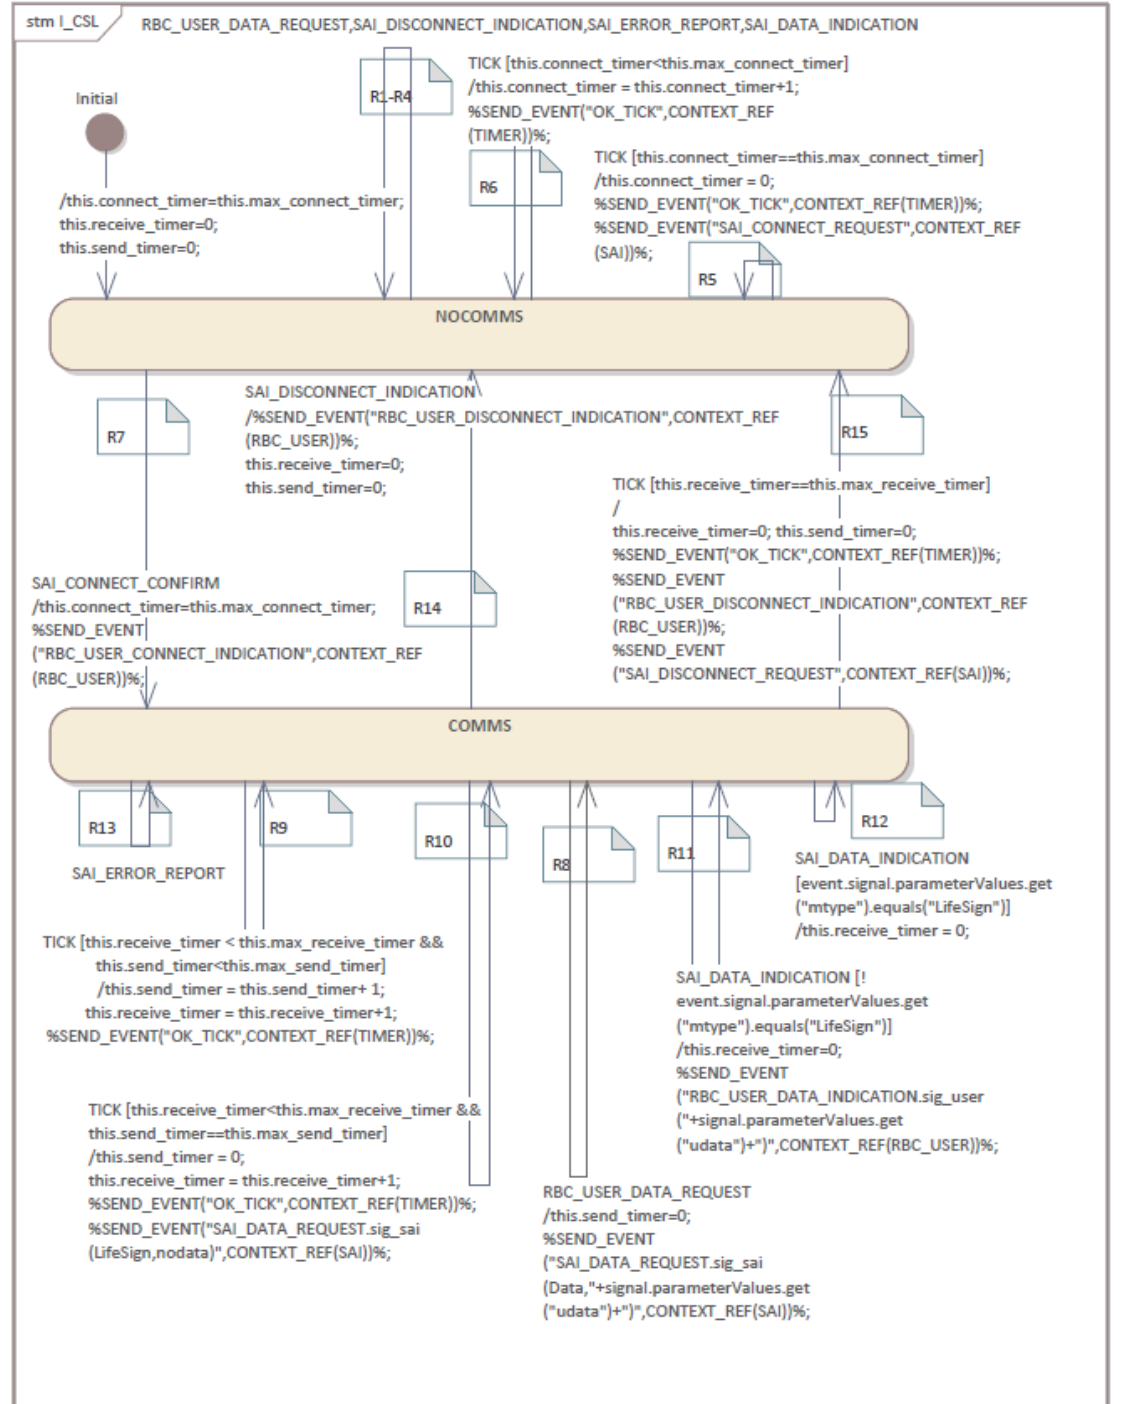 stm I_CSL
RBC_USER_DATA_REQUEST,SAI_DISCONNECT_INDICATION,SAI_ERROR_REPORT,SAI_DATA_INDICATION
R1-R4
TICK [this.connect_timer<this.max_connect_timer]
/this.connect_timer = this.connect_timer+1;
%SEND_EVENT("OK_TICK",CONTEXT_REF
(TIMER))%;
Initial
R6
TICK [this.connect_timer==this.max_connect_timer]
/this.connect_timer = 0;
%SEND_EVENT("OK_TICK",CONTEXT_REF(TIMER))%;
%SEND_EVENT("SAI_CONNECT_REQUEST",CONTEXT_REF
(SAI))%;
/this.connect_timer=this.max_connect_timer;
this.receive_timer=0;
this.send_timer=0;
R5
NOCOMMS
R7
SAI_DISCONNECT_INDICATION
/%SEND_EVENT("RBC_USER_DISCONNECT_INDICATION",CONTEXT_REF
(RBC_USER))%;
this.receive_timer=0;
this.send_timer=0;
R15
TICK [this.receive_timer==this.max_receive_timer]
/
this.receive_timer=0; this.send_timer=0;
%SEND_EVENT("OK_TICK",CONTEXT_REF(TIMER))%;
%SEND_EVENT
("RBC_USER_DISCONNECT_INDICATION",CONTEXT_REF
(RBC_USER))%;
%SEND_EVENT
("SAI_DISCONNECT_REQUEST",CONTEXT_REF(SAI))%;
SAI_CONNECT_CONFIRM
/this.connect_timer=this.max_connect_timer;
%SEND_EVENT
("RBC_USER_CONNECT_INDICATION",CONTEXT_REF
(RBC_USER))%;
R14
COMMS
R13
R9
R10
R8
R11
R12
SAI_ERROR_REPORT
SAI_DATA_INDICATION
[event.signal.parameterValues.get
("mtype").equals("LifeSign")]
/this.receive_timer = 0;
TICK [this.receive_timer < this.max_receive_timer &&
this.send_timer<this.max_send_timer]
/this.send_timer = this.send_timer+ 1;
this.receive_timer = this.receive_timer+1;
%SEND_EVENT("OK_TICK",CONTEXT_REF(TIMER))%;
SAI_DATA_INDICATION [!
event.signal.parameterValues.get
("mtype").equals("LifeSign")]
/this.receive_timer=0;
%SEND_EVENT
("RBC_USER_DATA_INDICATION.sig_user
("+signal.parameterValues.get
("udata")+")",CONTEXT_REF(RBC_USER))%;
TICK [this.receive_timer<this.max_receive_timer &&
this.send_timer==this.max_send_timer]
/this.send_timer = 0;
this.receive_timer = this.receive_timer+1;
%SEND_EVENT("OK_TICK",CONTEXT_REF(TIMER))%;
%SEND_EVENT("SAI_DATA_REQUEST.sig_sai
(LifeSign,nodata)",CONTEXT_REF(SAI))%;
RBC_USER_DATA_REQUEST
/this.send_timer=0;
%SEND_EVENT
("SAI_DATA_REQUEST.sig_sai
(Data,"+signal.parameterValues.get
("udata")+")",CONTEXT_REF(SAI))%;